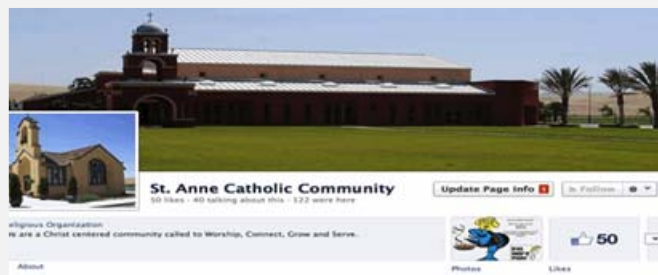 St. Anne Catholic Community
50 likes · 40 talking about this · 122 were here
Update Page Info 1
Follow
eligious Organization
e are a Christ centered community called to Worship, Connect, Grow and Serve.
50
About
Photos
Likes